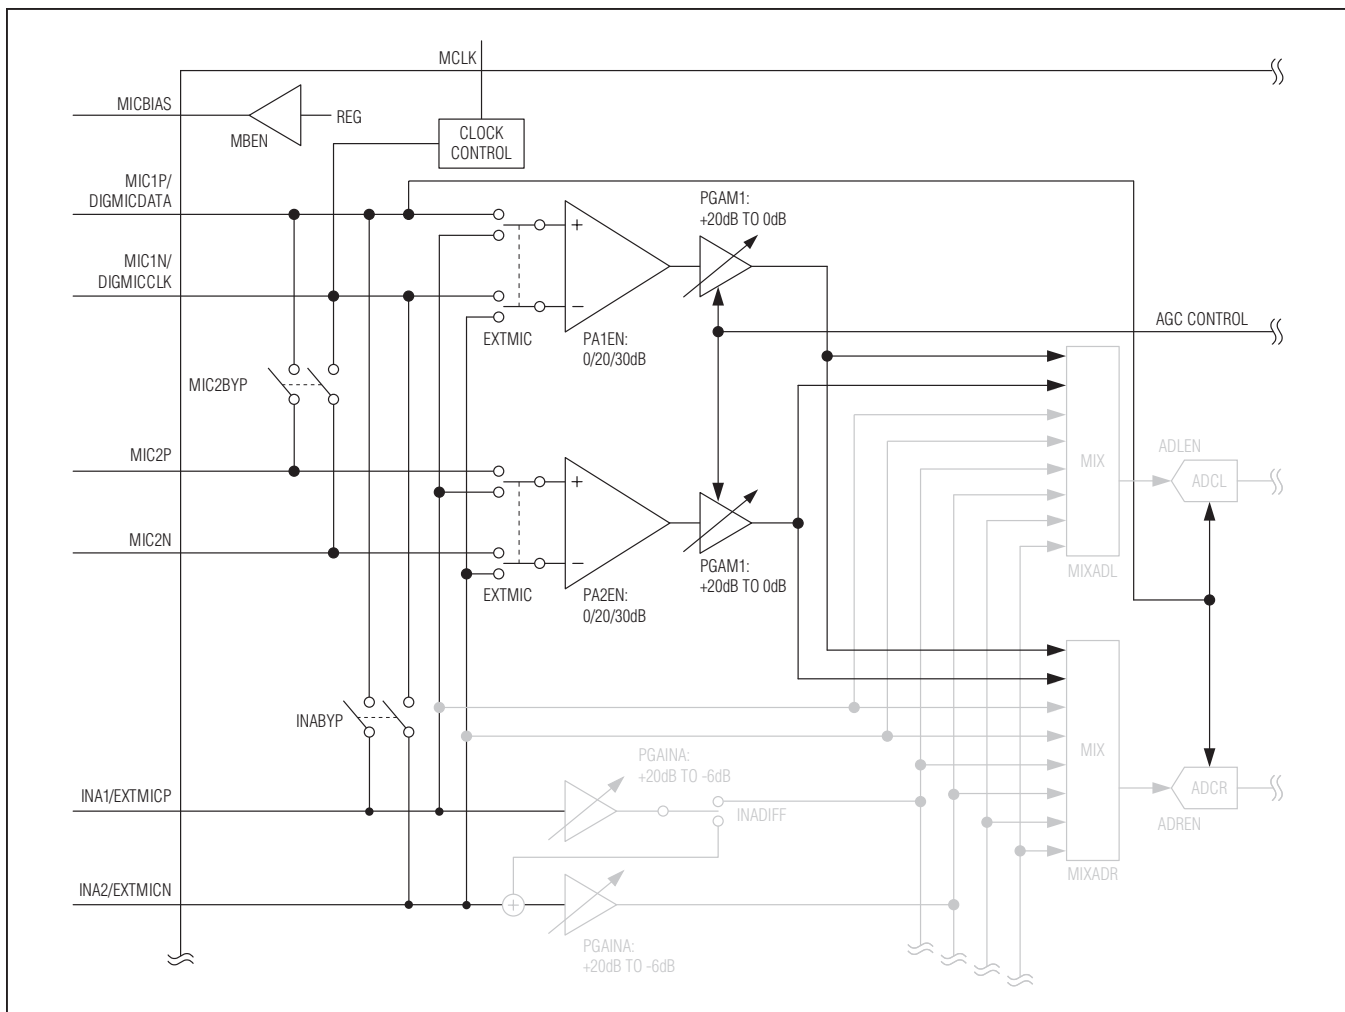 MCLK
MICBIAS
REG
MBEN
CLOCK
CONTROL
MIC1P/
DIGMICDATA
PGAM1:
+20dB TO 0dB
+
MIC1N/
DIGMICCLK
−
EXTMIC
PA1EN:
0/20/30dB
AGC CONTROL
MIC2BYP
MIC2P
+
MIX
ADLEN
ADCL
MIC2N
−
EXTMIC
PA2EN:
0/20/30dB
PGAM1:
+20dB TO 0dB
MIXADL
INABYP
PGAINA:
+20dB TO -6dB
MIX
INA1/EXTMICP
INADIFF
ADCR
ADREN
MIXADR
INA2/EXTMICN
+
PGAINA:
+20dB TO -6dB